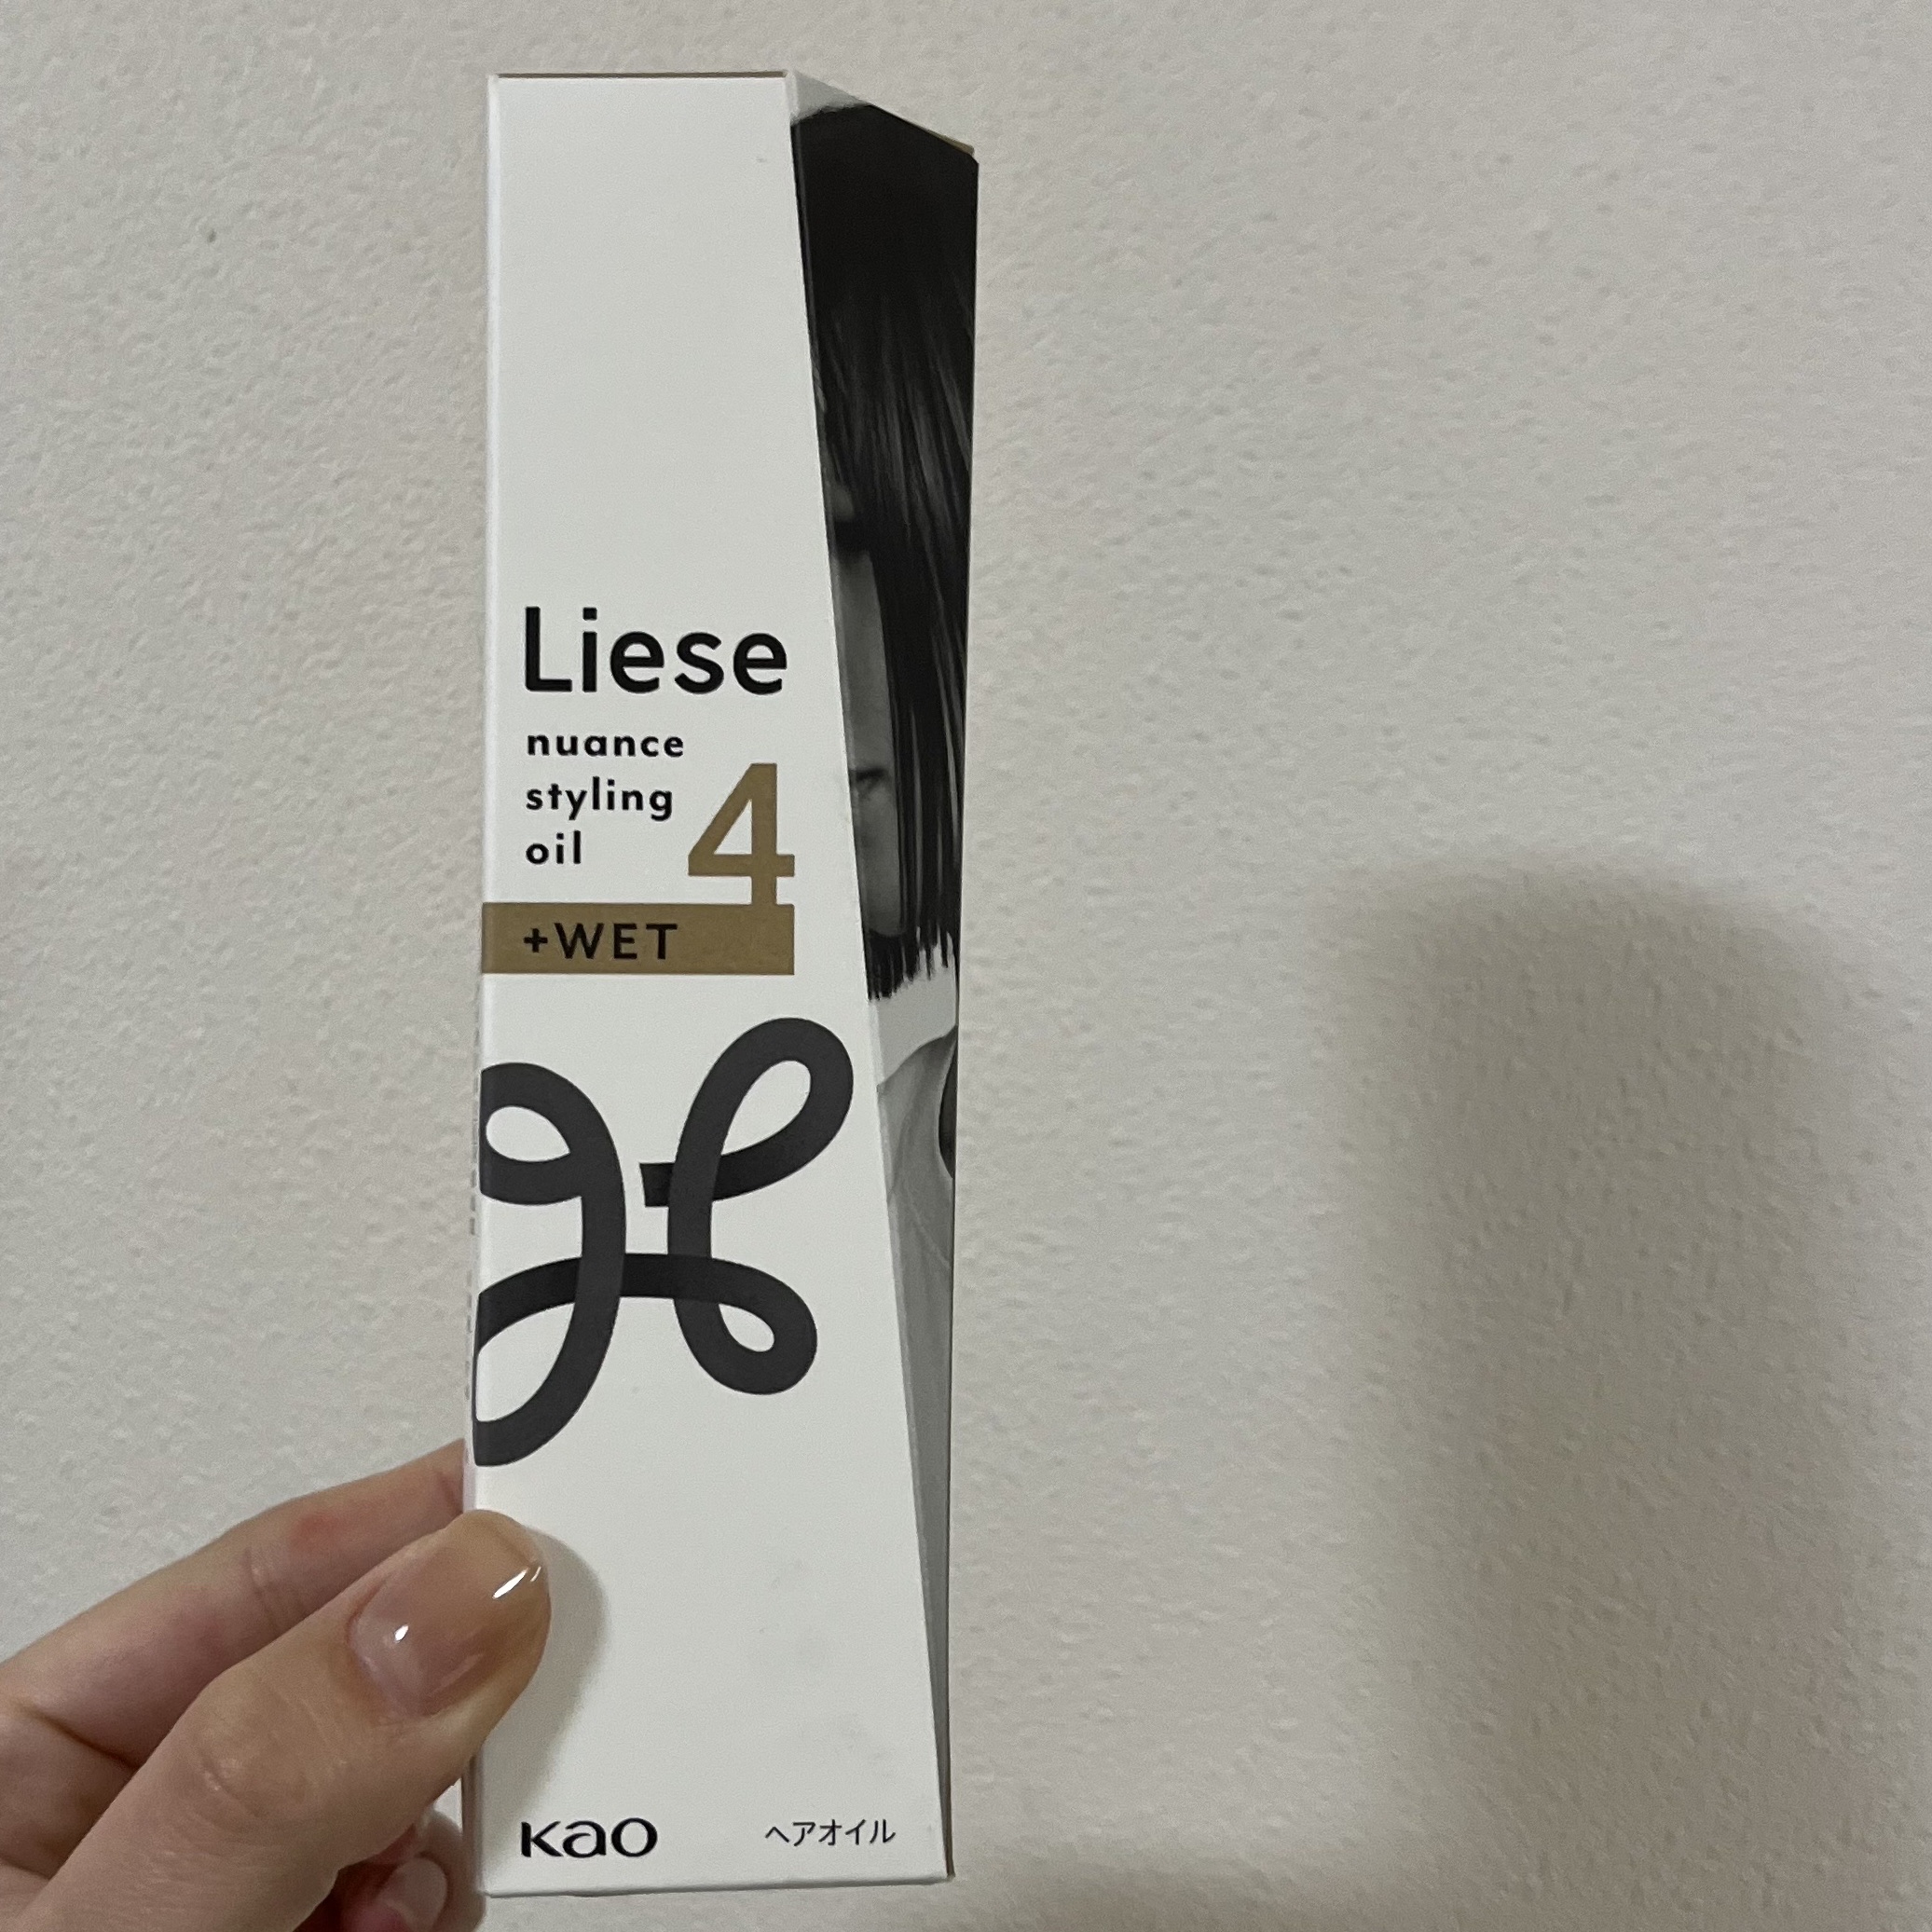 Liese
nuance
styling
oil
4
+WET
Kao
ヘアオイル